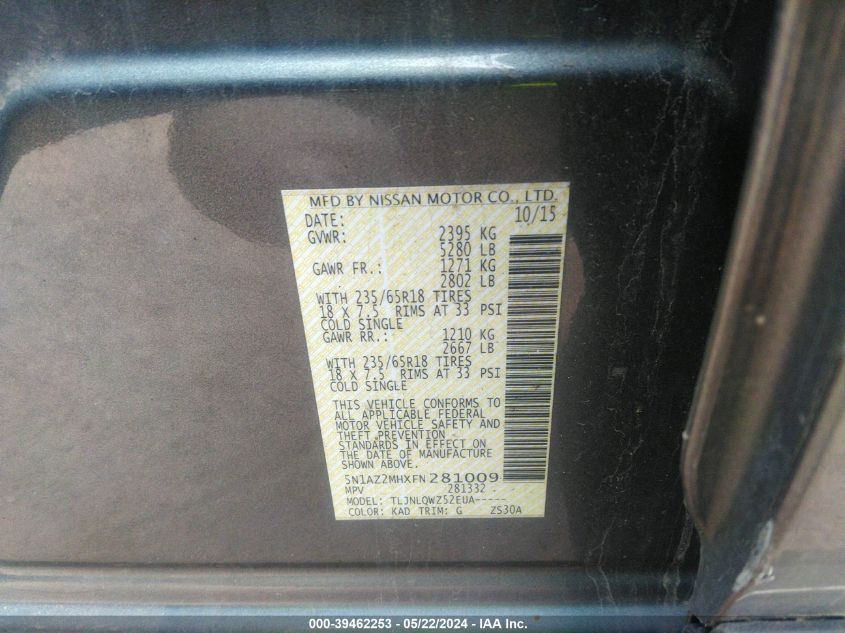 MFD BY NISSAN MOTOR CO., LTD.
DATE: 10/15
GVWR: 2395 KG
5280 LB
GAWR FR.: 1271 KG
2802 LB
WITH 235/65R18 TIRES
18 X 7.5 RIMS AT 33 PSI
COLD SINGLE
GAWR RR.: 1210 KG
2667 LB
WITH 235/65R18 TIRES
18 X 7.5 RIMS AT 33 PSI
COLD SINGLE
THIS VEHICLE CONFORMS TO
ALL APPLICABLE FEDERAL
MOTOR VEHICLE SAFETY AND
THEFT PREVENTION
STANDARDS IN EFFECT ON
THE DATE OF MANUFACTURE
SHOWN ABOVE.
5N1AZ2MHXFN281009
MPV 281332
MODEL: TLJNLQWZ52EUA-----
COLOR: KAD TRIM: G ZS30A
000-39462253 - 05/22/2024 - IAA Inc.